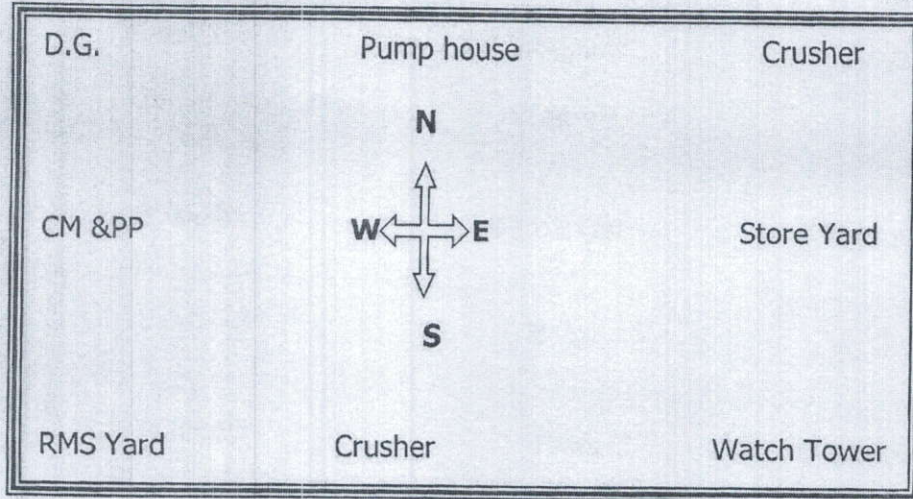 D.G. Pump house Crusher
N
CM &PP W E Store Yard
S
RMS Yard Crusher Watch Tower